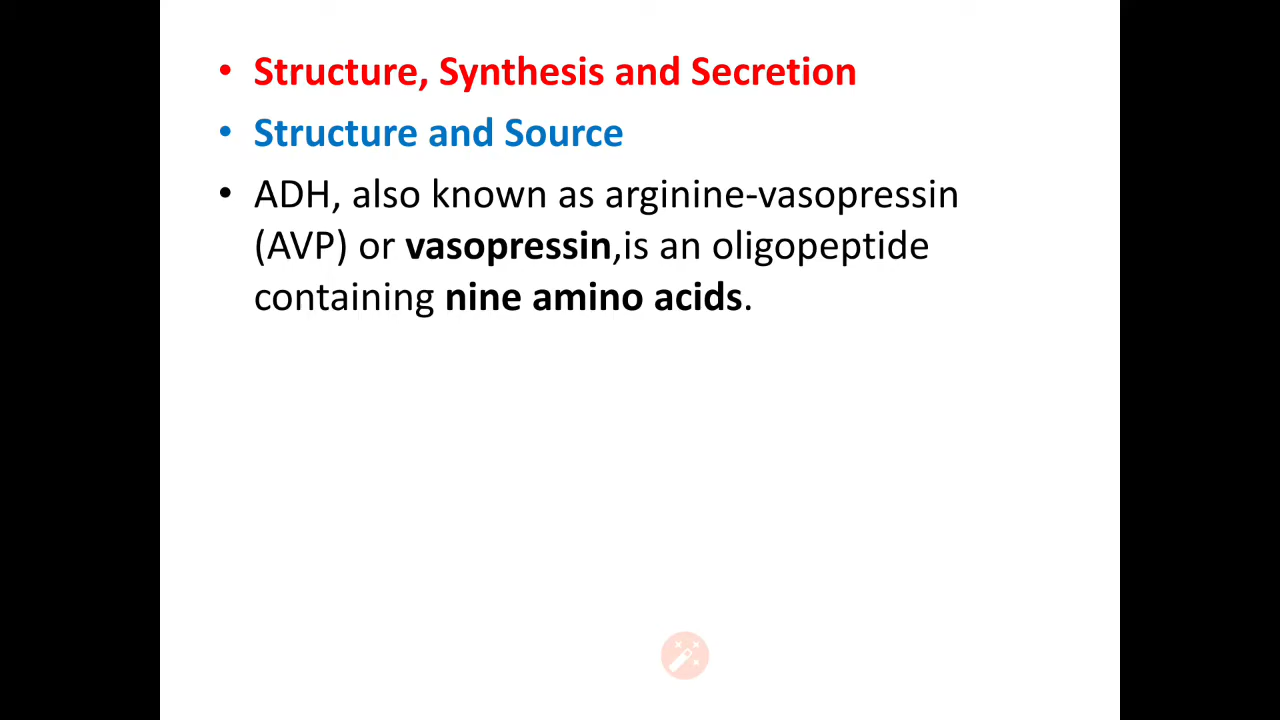 • Structure, Synthesis and Secretion
• Structure and Source
• ADH, also known as arginine-vasopressin
(AVP) or vasopressin,is an oligopeptide
containing nine amino acids.